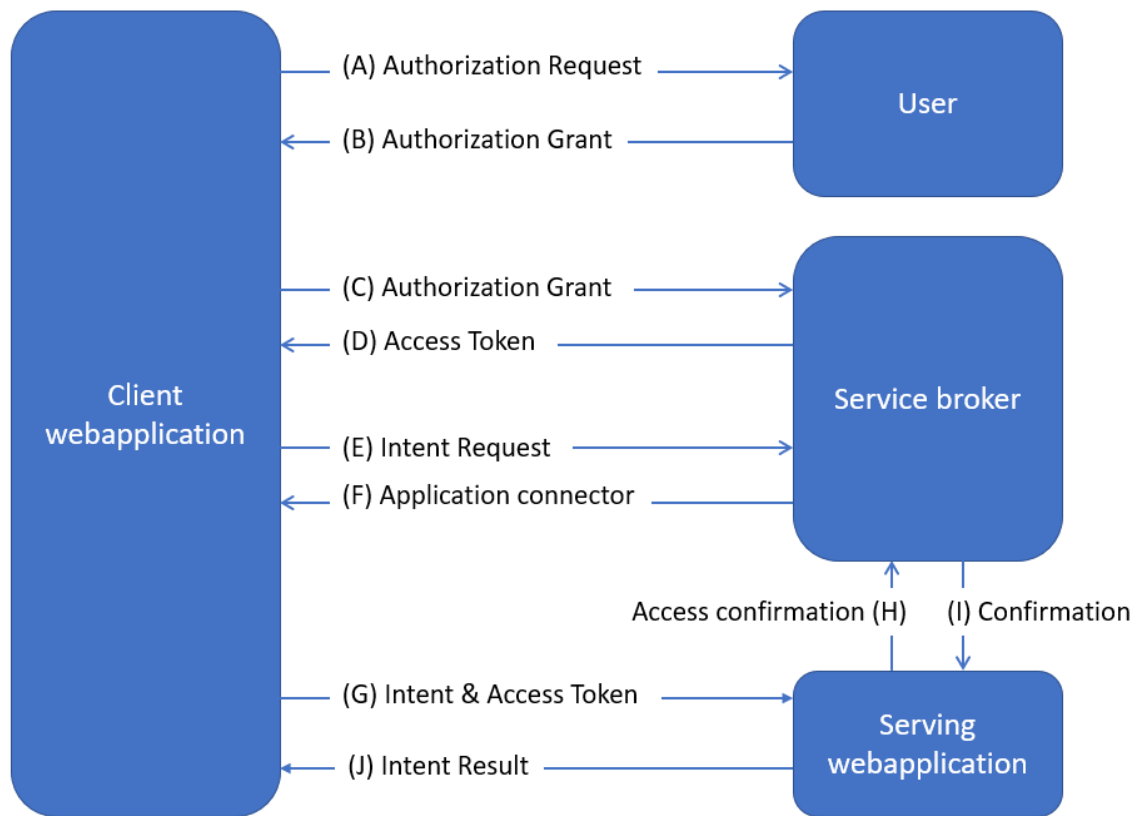 (A) Authorization Request
User
(B) Authorization Grant
(C) Authorization Grant
(D) Access Token
Client
webapplication
Service broker
(E) Intent Request
(F) Application connector
Access confirmation (H)
(I) Confirmation
(G) Intent & Access Token
Serving
webapplication
(J) Intent Result